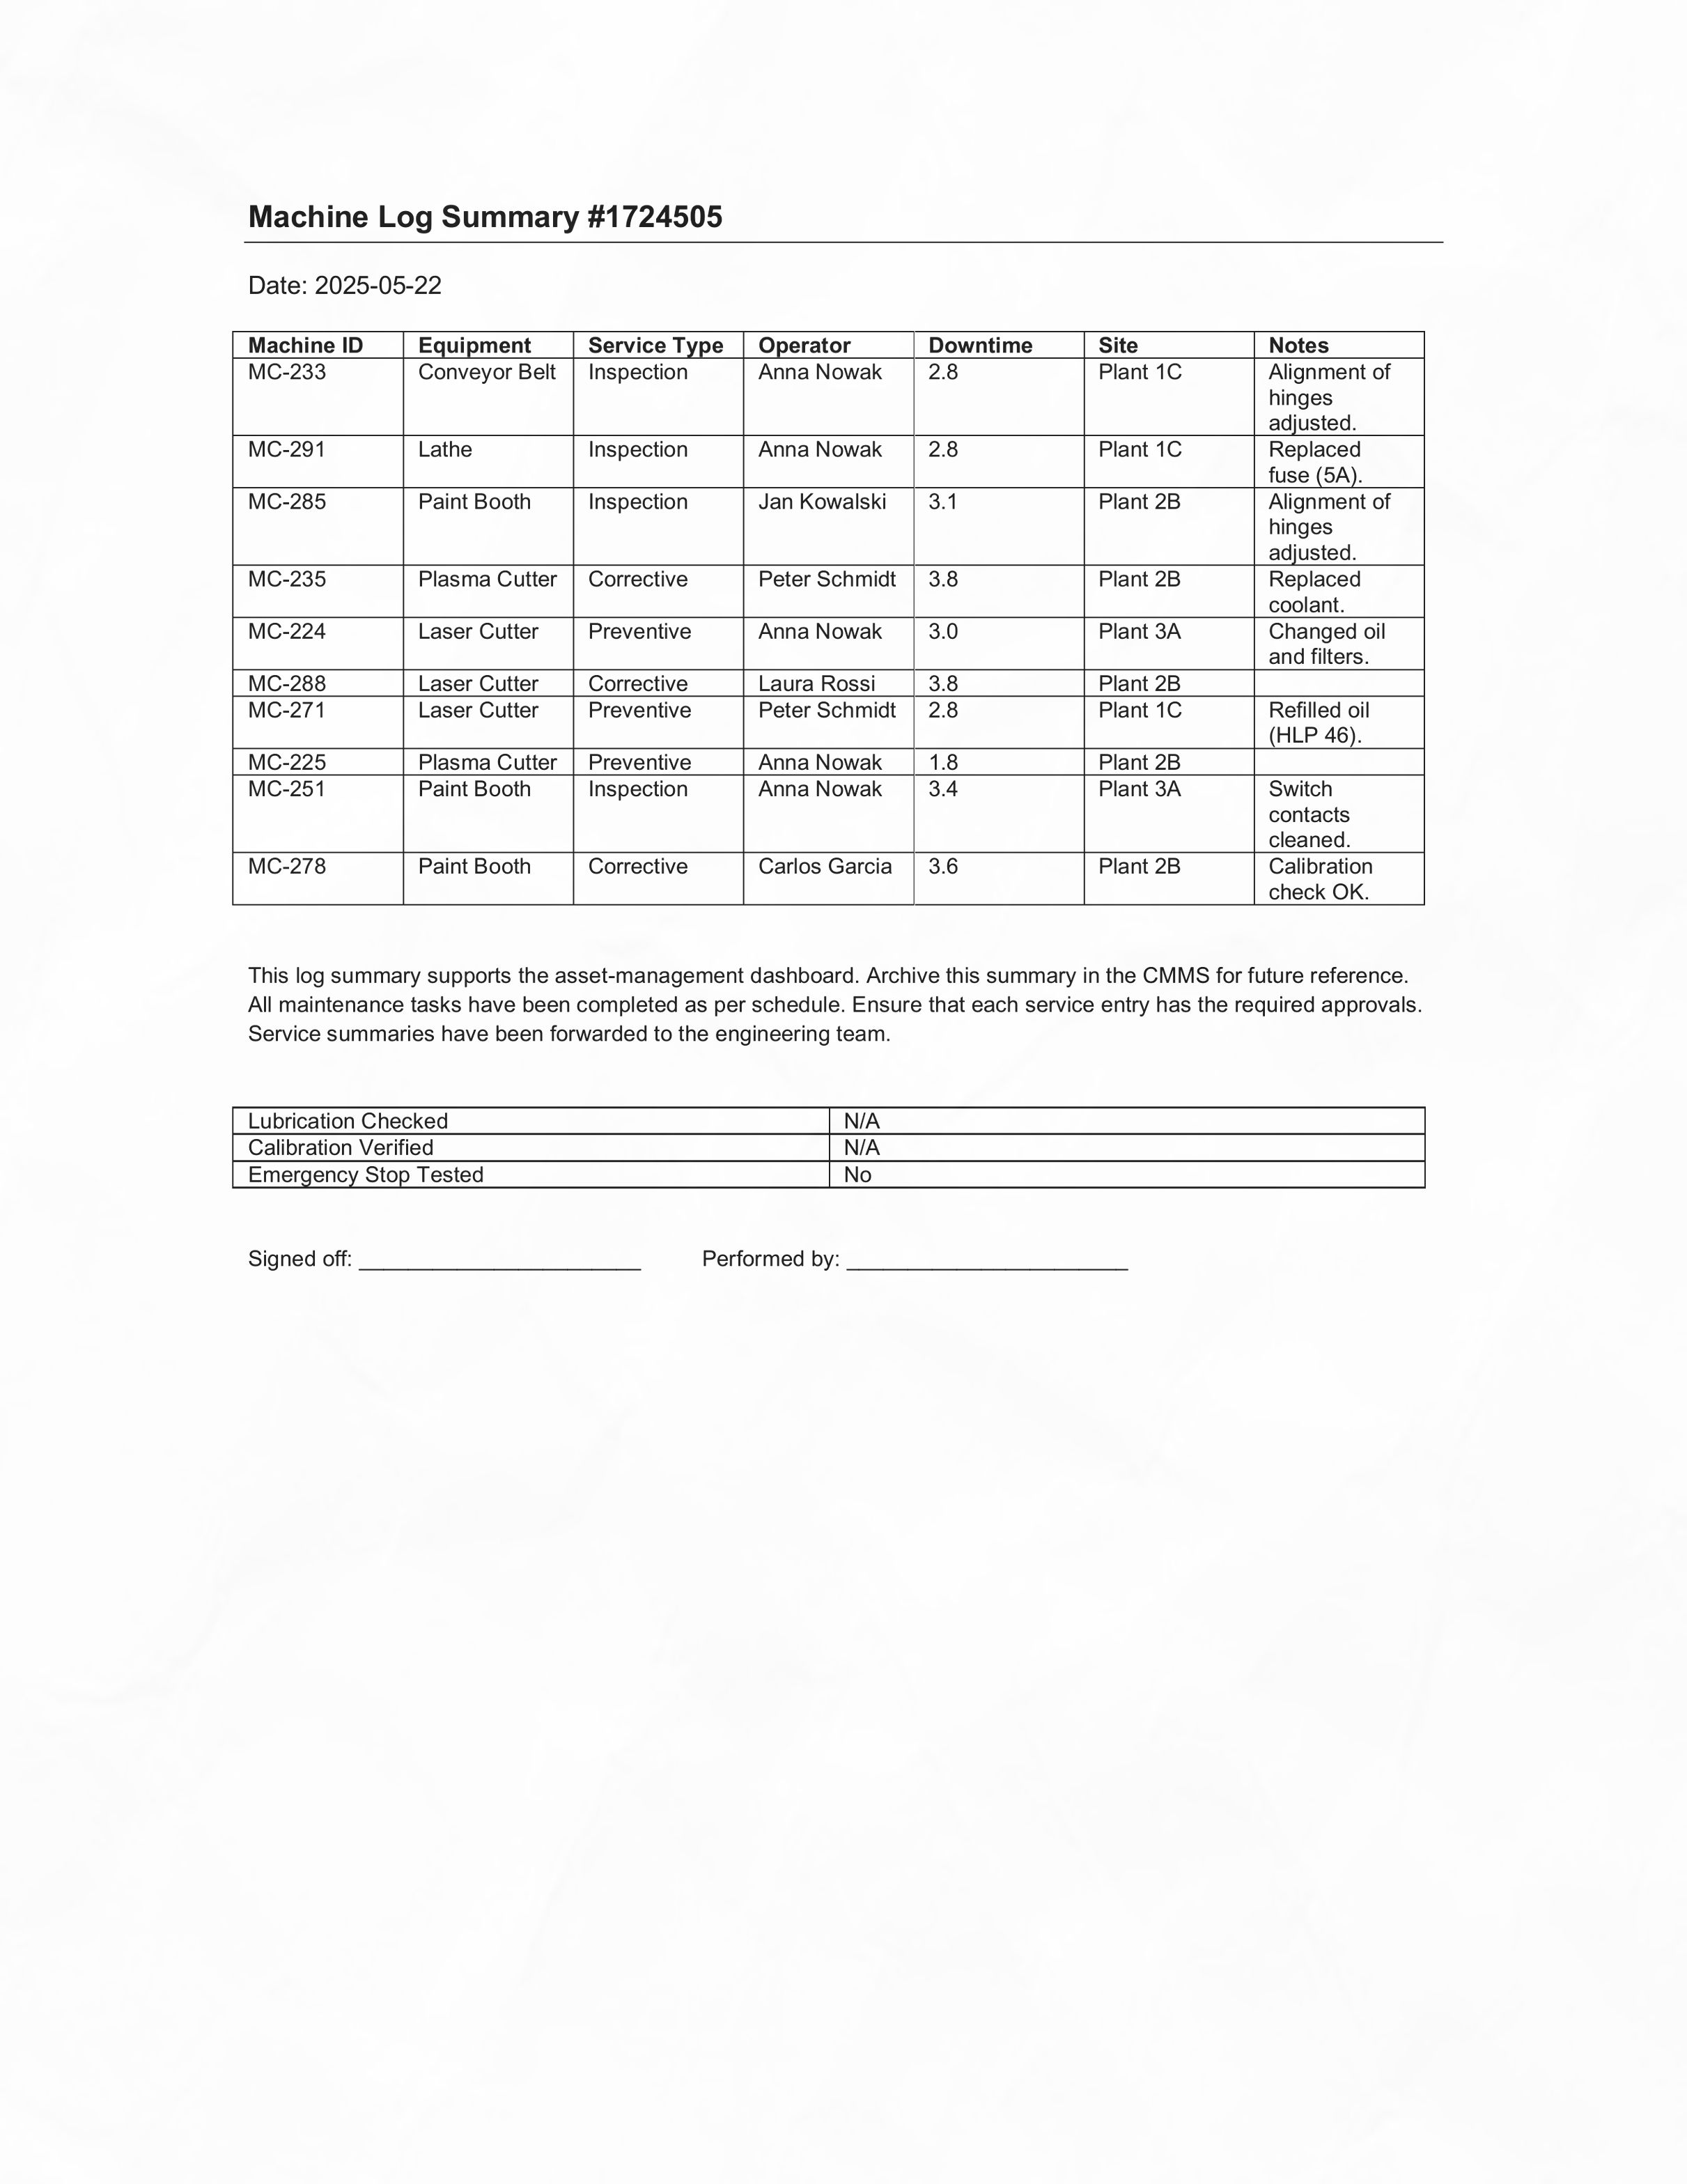 Machine Log Summary #1724505
Date: 2025-05-22
Machine ID Equipment Service Type Operator Downtime Site Notes
MC-233 Conveyor Belt Inspection Anna Nowak 2.8 Plant 1C Alignment of
hinges
adjusted.
MC-291 Lathe Inspection Anna Nowak 2.8 Plant 1C Replaced
fuse (5A).
MC-285 Paint Booth Inspection Jan Kowalski 3.1 Plant 2B Alignment of
hinges
adjusted.
MC-235 Plasma Cutter Corrective Peter Schmidt 3.8 Plant 2B Replaced
coolant.
MC-224 Laser Cutter Preventive Anna Nowak 3.0 Plant 3A Changed oil
and filters.
MC-288 Laser Cutter Corrective Laura Rossi 3.8 Plant 2B
MC-271 Laser Cutter Preventive Peter Schmidt 2.8 Plant 1C Refilled oil
(HLP 46).
MC-225 Plasma Cutter Preventive Anna Nowak 1.8 Plant 2B
MC-251 Paint Booth Inspection Anna Nowak 3.4 Plant 3A Switch
contacts
cleaned.
MC-278 Paint Booth Corrective Carlos Garcia 3.6 Plant 2B Calibration
check OK.
This log summary supports the asset-management dashboard. Archive this summary in the CMMS for future reference.
All maintenance tasks have been completed as per schedule. Ensure that each service entry has the required approvals.
Service summaries have been forwarded to the engineering team.
Lubrication Checked N/A
Calibration Verified N/A
Emergency Stop Tested No
Signed off: _______________________ Performed by: _______________________